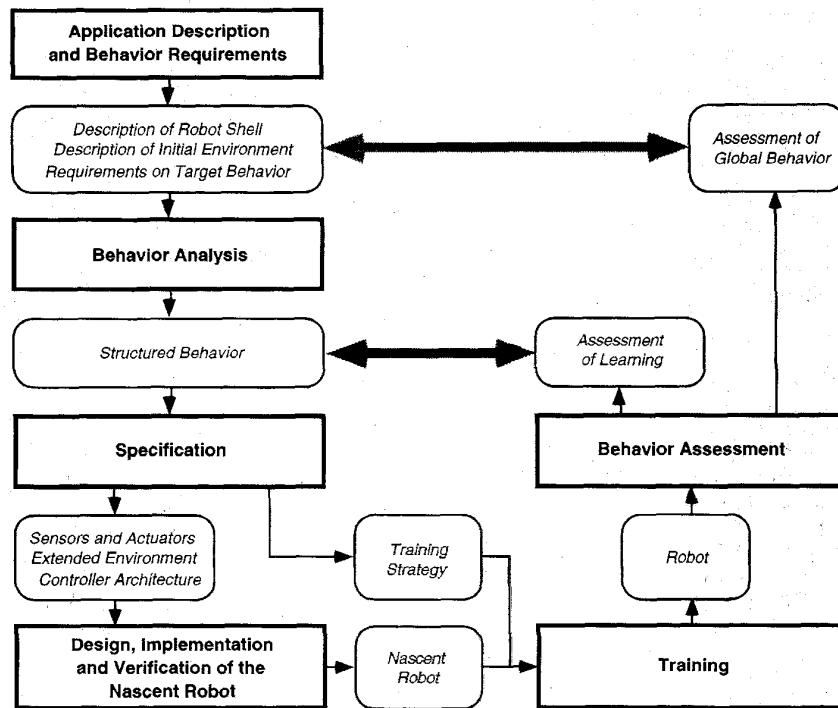 Application Description
and Behavior Requirements
Description of Robot Shell
Description of Initial Environment
Requirements on Target Behavior
Assessment of
Global Behavior
Behavior Analysis
Structured Behavior
Assessment
of Learning
Specification
Behavior Assessment
Sensors and Actuators
Extended Environment
Controller Architecture
Training
Strategy
Robot
Design, Implementation
and Verification of the
Nascent Robot
Nascent
Robot
Training